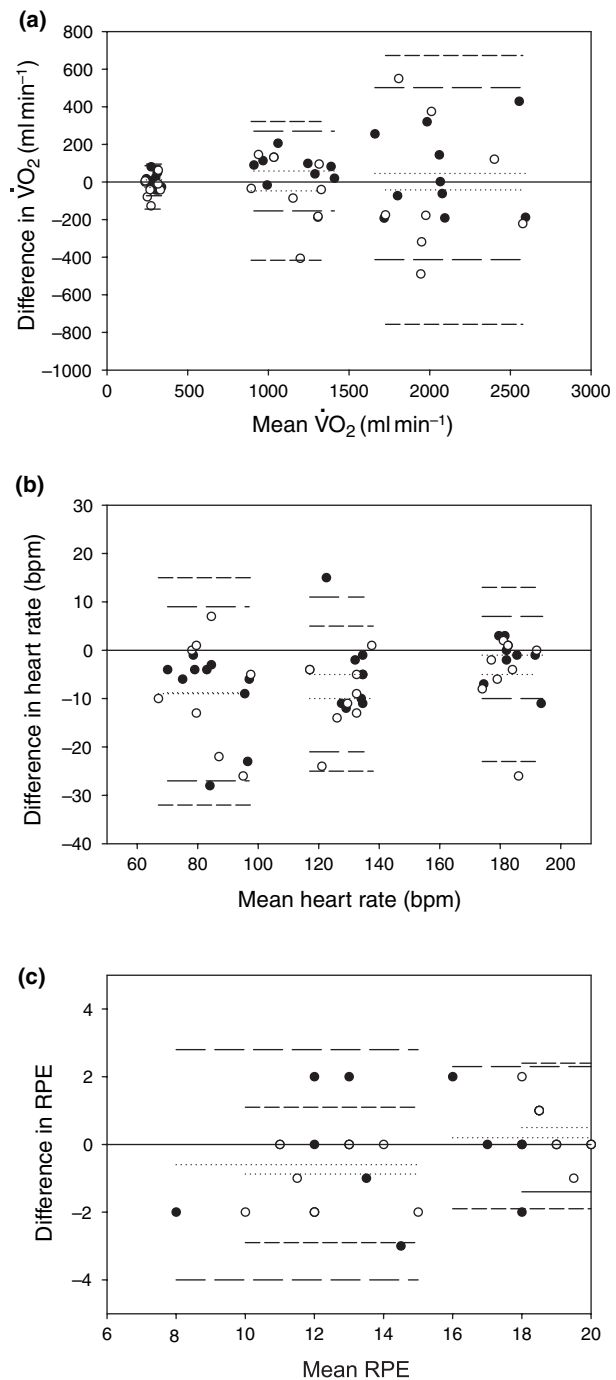 (a)
800
600
400
200
0
−200
−400
−600
−800
−1000
Difference in V̇O₂ (ml min⁻¹)
0 500 1000 1500 2000 2500 3000
Mean V̇O₂ (ml min⁻¹)
(b)
30
20
10
0
−10
−20
−30
−40
Difference in heart rate (bpm)
60 80 100 120 140 160 180 200
Mean heart rate (bpm)
(c)
4
2
0
−2
−4
Difference in RPE
6 8 10 12 14 16 18 20
Mean RPE